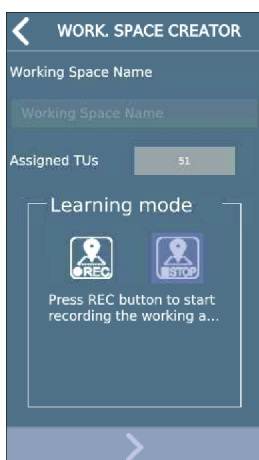 WORK. SPACE CREATOR
Working Space Name
Working Space Name
Assigned TUs 51
Learning mode
REC STOP
Press REC button to start
recording the working a...